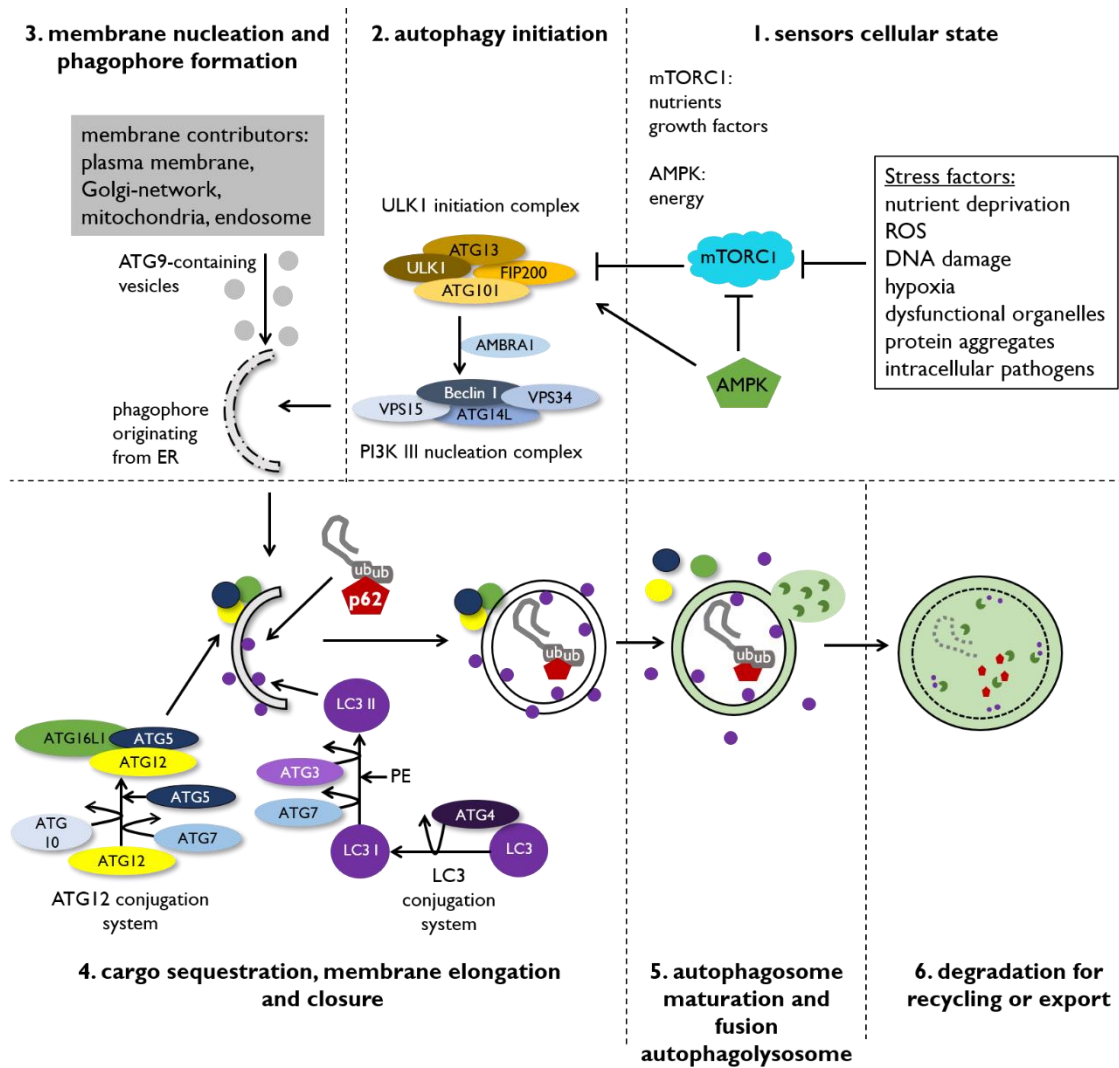 3. membrane nucleation and
phagophore formation
2. autophagy initiation
1. sensors cellular state
membrane contributors:
plasma membrane,
Golgi-network,
mitochondria, endosome
ATG9-containing
vesicles
phagophore
originating
from ER
ULK1 initiation complex
ATG13
ULK1
FIP200
ATG101
AMBRA1
Beclin 1
VPS15
VPS34
ATG14L
PI3K III nucleation complex
mTORC1:
nutrients
growth factors
AMPK:
energy
mTORC1
AMPK
Stress factors:
nutrient deprivation
ROS
DNA damage
hypoxia
dysfunctional organelles
protein aggregates
intracellular pathogens
ub ub
p62
ub ub
ub ub
ATG16L1
ATG5
ATG12
ATG5
ATG
10
ATG7
ATG12
ATG12 conjugation
system
LC3 II
ATG3
PE
ATG7
LC3 I
ATG4
LC3
LC3
conjugation
system
4. cargo sequestration, membrane elongation
and closure
5. autophagosome
maturation and
fusion
autophagolysosome
6. degradation for
recycling or export